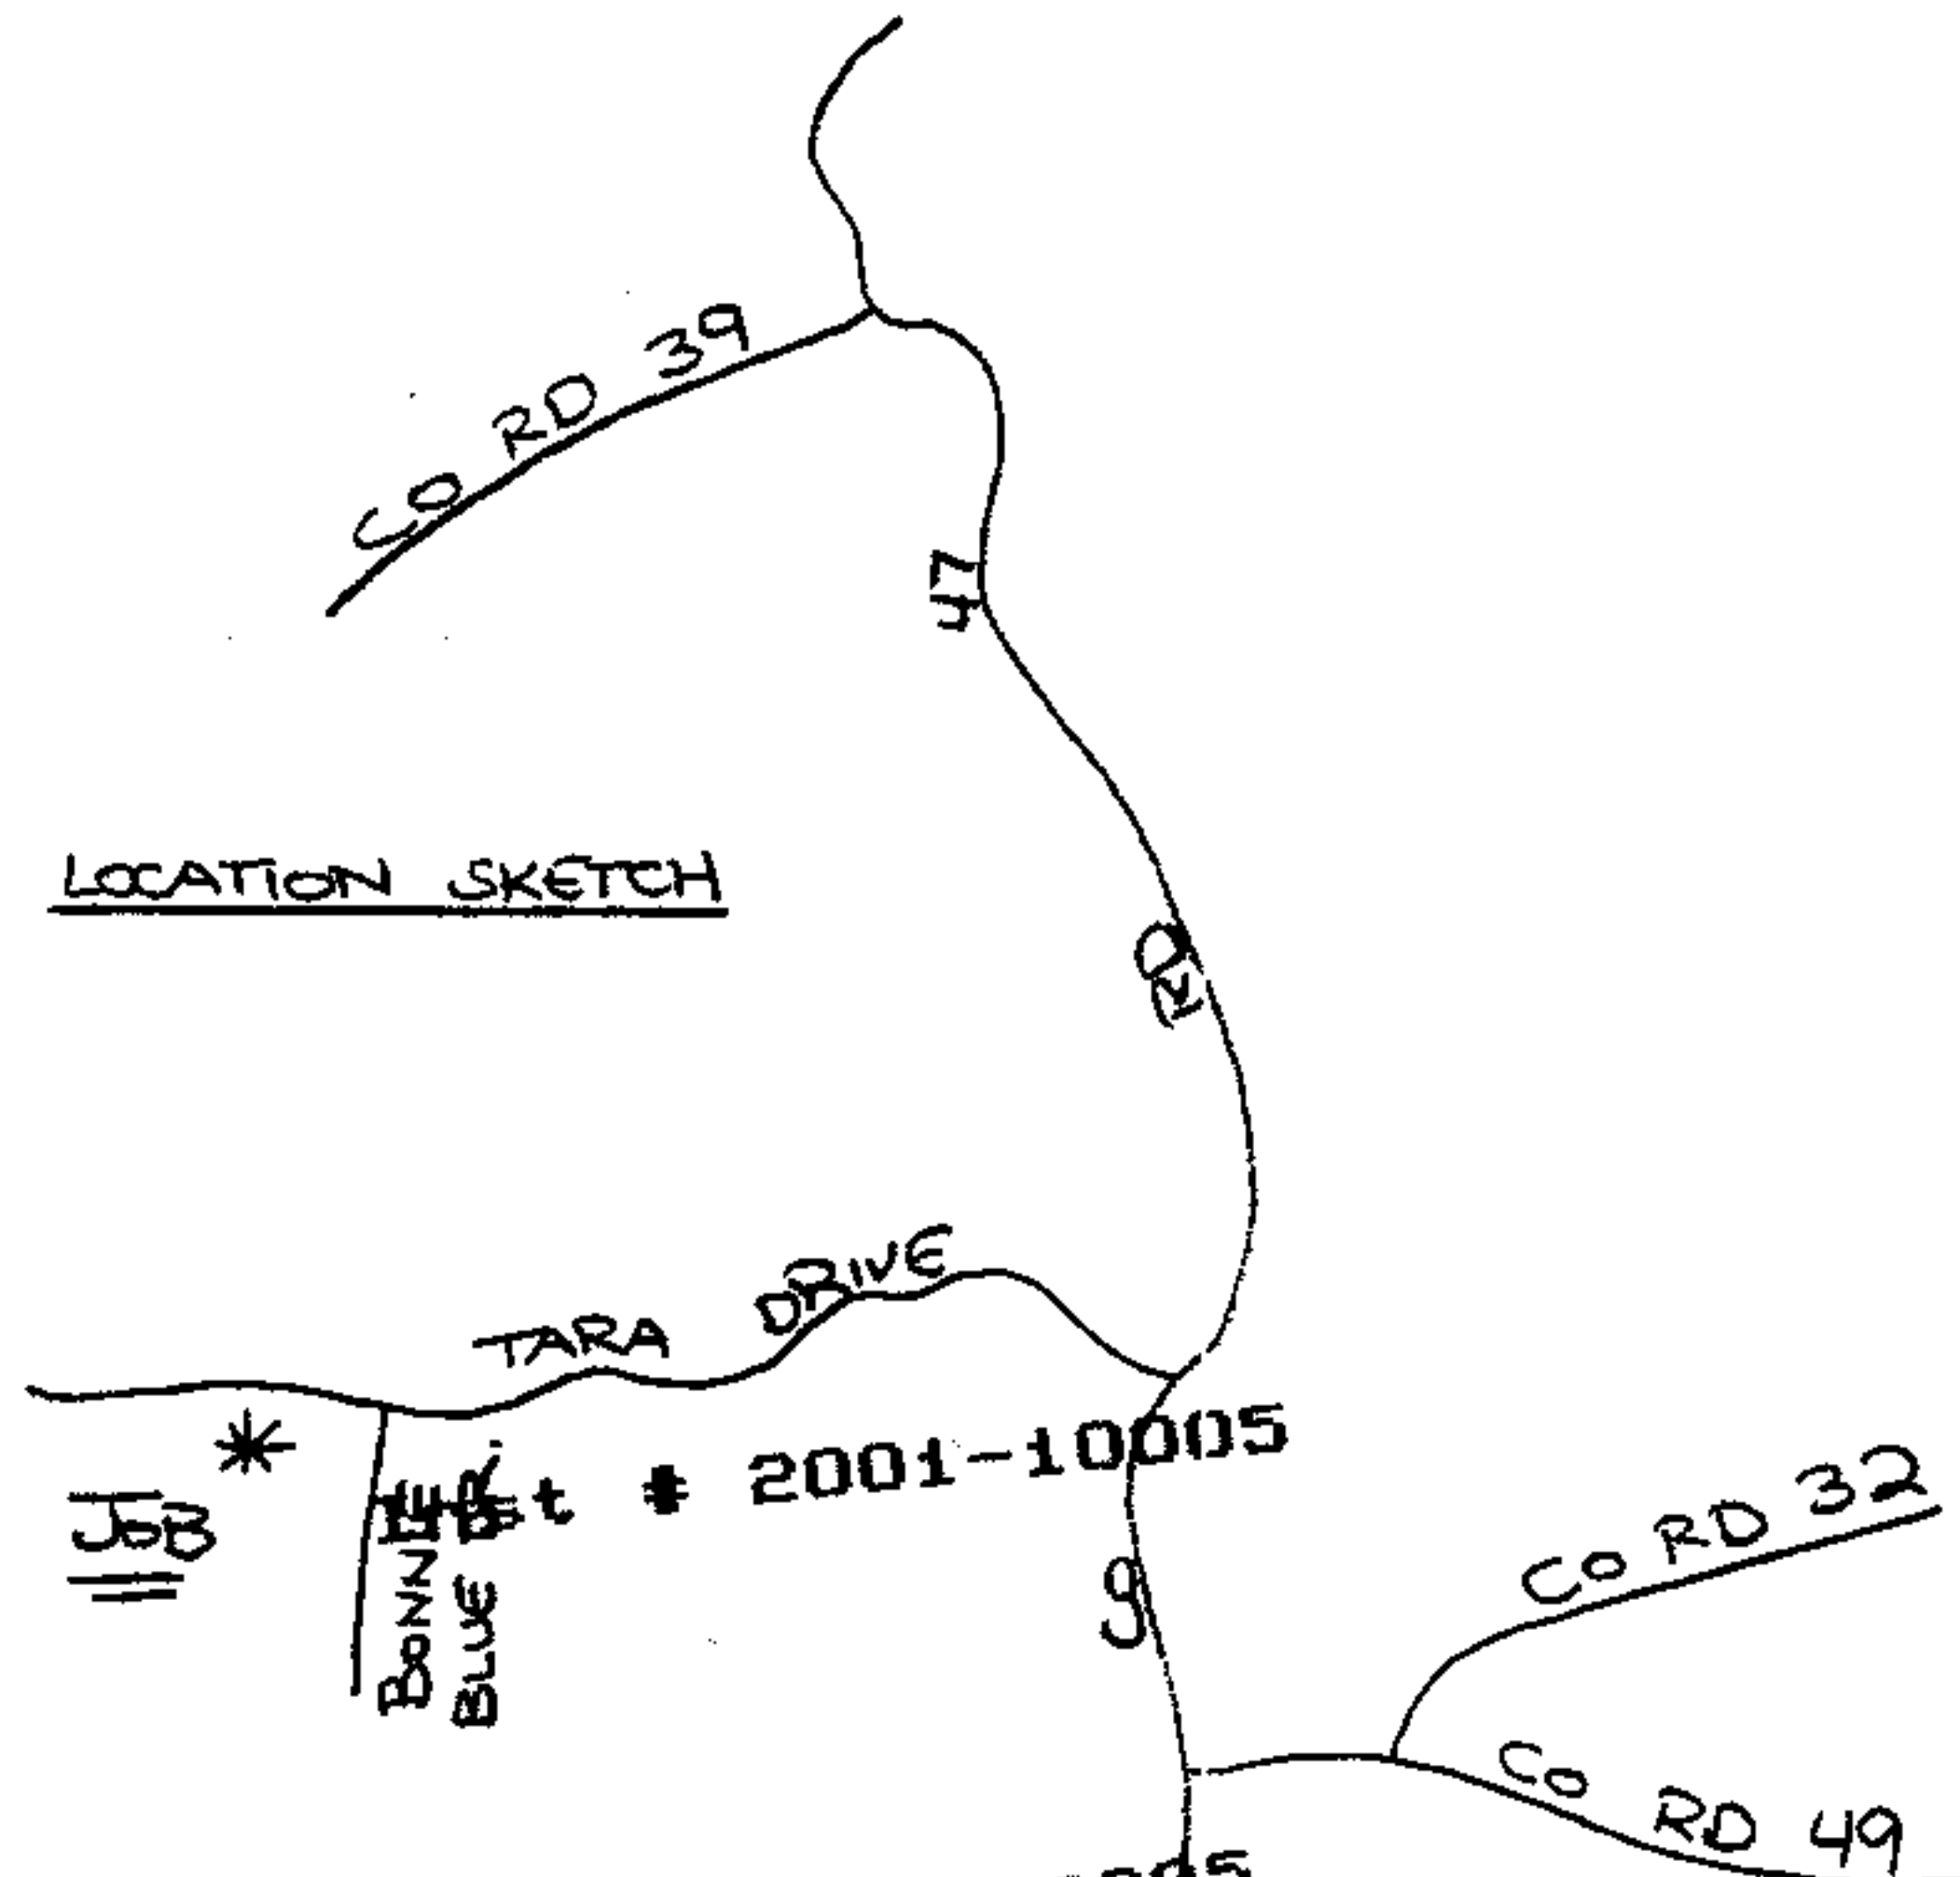 CO RD 39
47
LOCATION SKETCH
RD
TARA DRIVE
Inst # 2001-10005
JOB
BONNIE
BLUE
CO
CO RD 32
CO RD 49